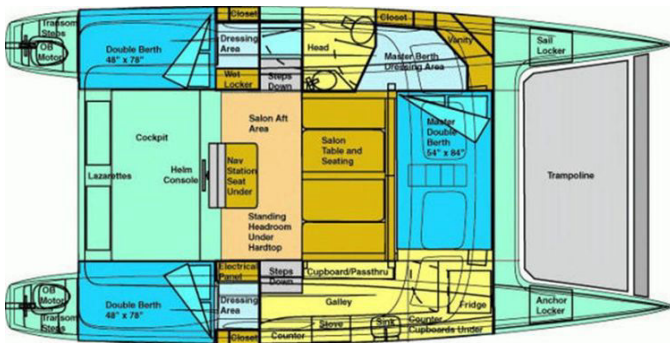 Transom
Steps
OB
Motor
Double Berth
48" x 78"
Closet
Dressing
Area
Wet
Locker
Steps
Down
Head
Closet
Vanity
Master Berth
Dressing Area
Sail
Locker
Cockpit
Lazarettes
Helm
Console
Salon Aft
Area
Nav
Station
Seat
Under
Standing
Headroom
Under
Hardtop
Salon
Table and
Seating
Master
Double
Berth
54" x 84"
Trampoline
OB
Motor
Transom
Steps
Double Berth
48" x 78"
Electrical
Panel
Dressing
Area
Closet
Steps
Down
Cupboard/Passthru
Galley
Counter
Stove
Sink
Fridge
Counter
Cupboards Under
Anchor
Locker